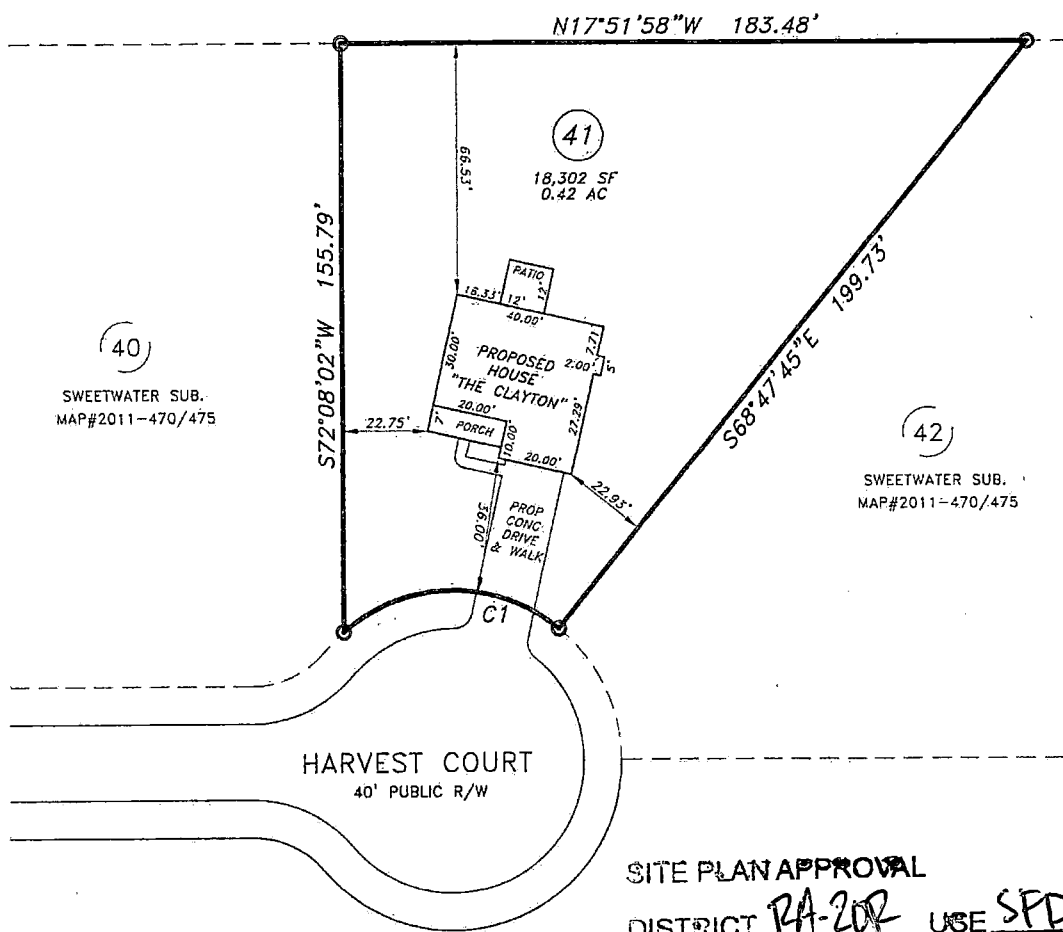 N17°51'58"W 183.48'
41
18,302 SF
0.42 AC
66.53'
S72°08'02"W 155.79'
S68°47'45"E 199.73'
PATIO
12'
16.33' 12'
40.00'
7.71
2.00'
5'
30.00'
PROPOSED
HOUSE
"THE CLAYTON"
27.29'
20.00'
7'
PORCH
10.00'
20.00'
22.75'
22.93'
40
SWEETWATER SUB.
MAP#2011-470/475
42
SWEETWATER SUB.
MAP#2011-470/475
36.00'
PROP
CONC
DRIVE
& WALK
C1
HARVEST COURT
40' PUBLIC R/W
SITE PLAN APPROVAL
DISTRICT RA-20R USE SFD